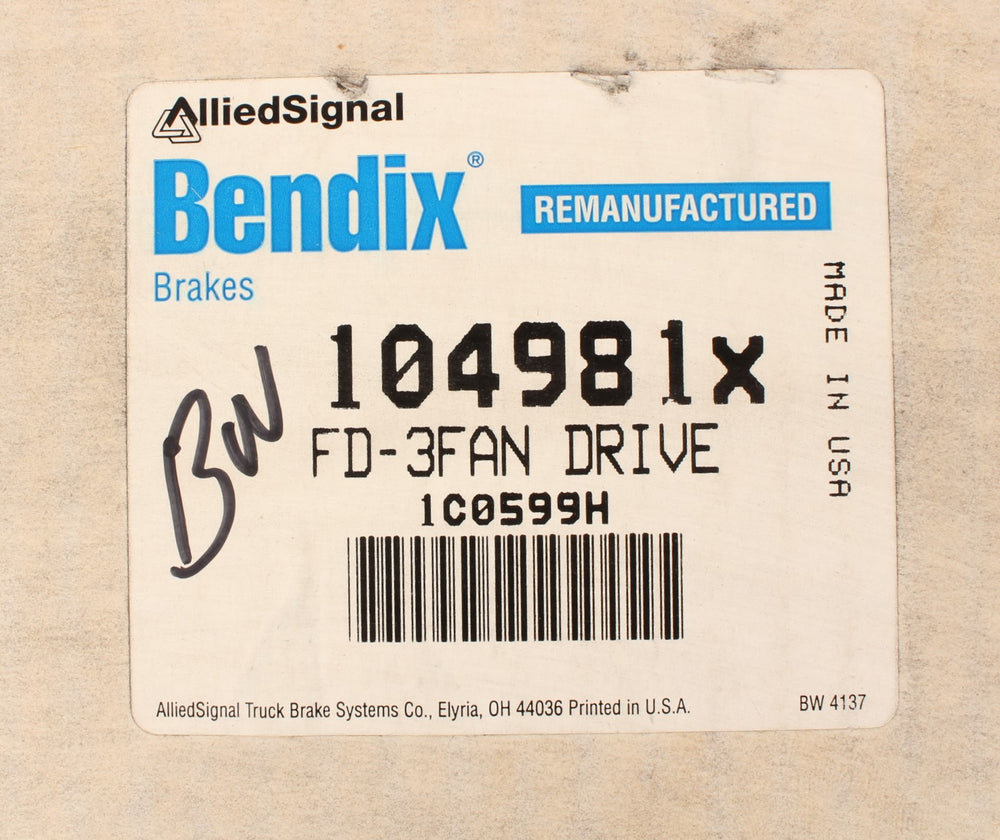 AlliedSignal
Bendix®
REMANUFACTURED
Brakes
MADE IN USA
104981X
BW
FD-3FAN DRIVE
1C0599H
AlliedSignal Truck Brake Systems Co., Elyria, OH 44036 Printed in U.S.A.
BW 4137